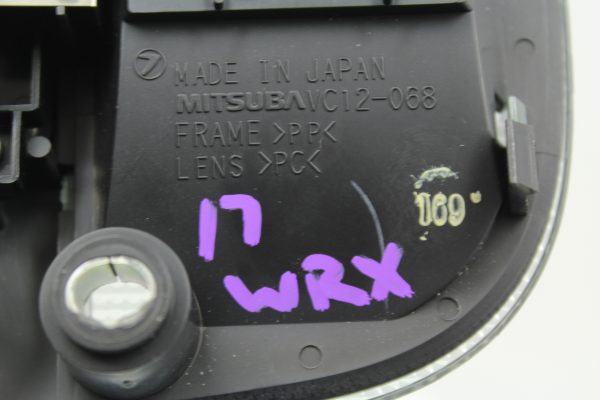 MADE IN JAPAN
MITSUBA VC12-068
FRAME >PP<
LENS >PC<
069
17
WRX